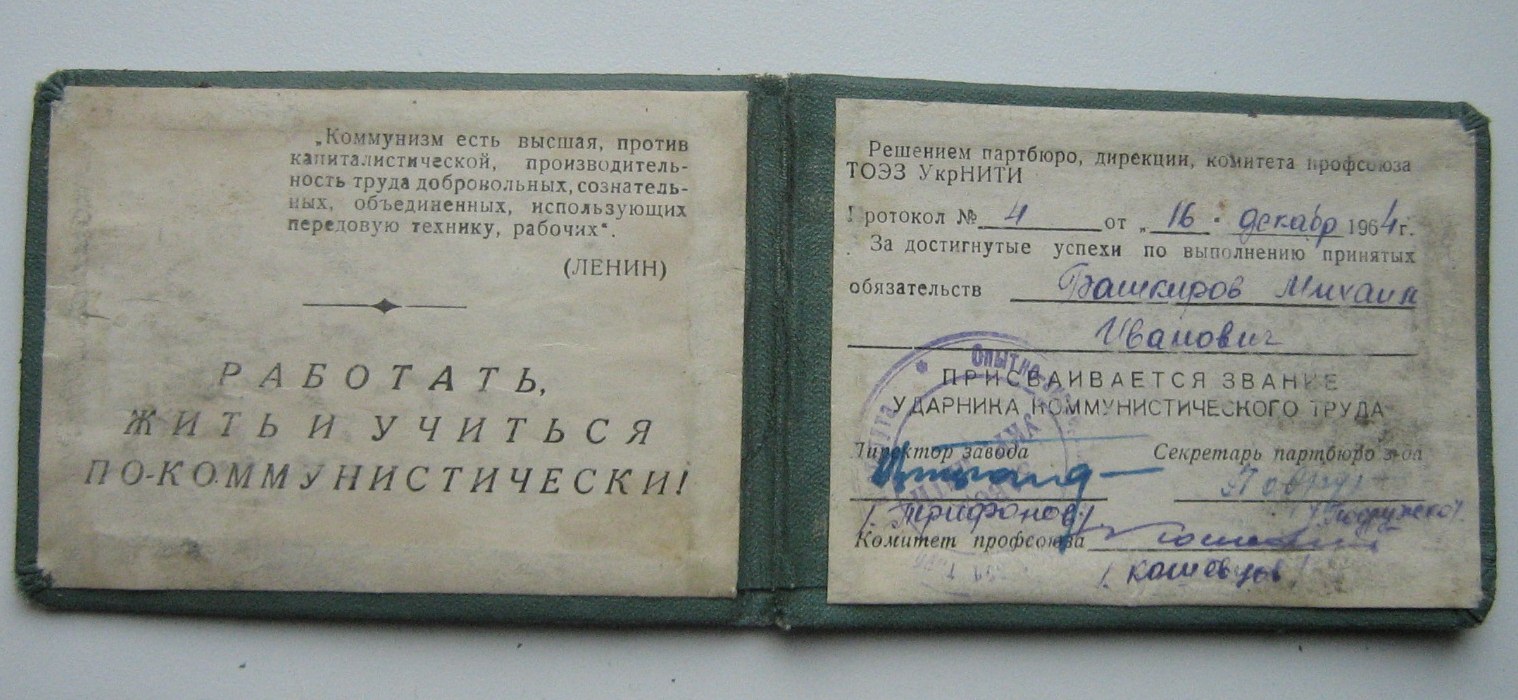 „Коммунизм есть высшая, против
капиталистической, производитель-
ность труда добровольных, сознатель-
ных, объединенных, использующих
передовую технику, рабочих“.
(ЛЕНИН)
РАБОТАТЬ,
ЖИТЬ И УЧИТЬСЯ
ПО-КОММУНИСТИЧЕСКИ!
Решением партбюро, дирекции, комитета профсоюза
ТОЭЗ УкрНИТИ
Протокол № 4 от „16 декабр 1964 г.
За достигнутые успехи по выполнению принятых
обязательств Башкиров Михаил
Иванович
ПРИСВАИВАЕТСЯ ЗВАНИЕ
УДАРНИКА КОММУНИСТИЧЕСКОГО ТРУДА
Директор завода Секретарь партбюро з-да
/. Трифонов/
Комитет профсоюза